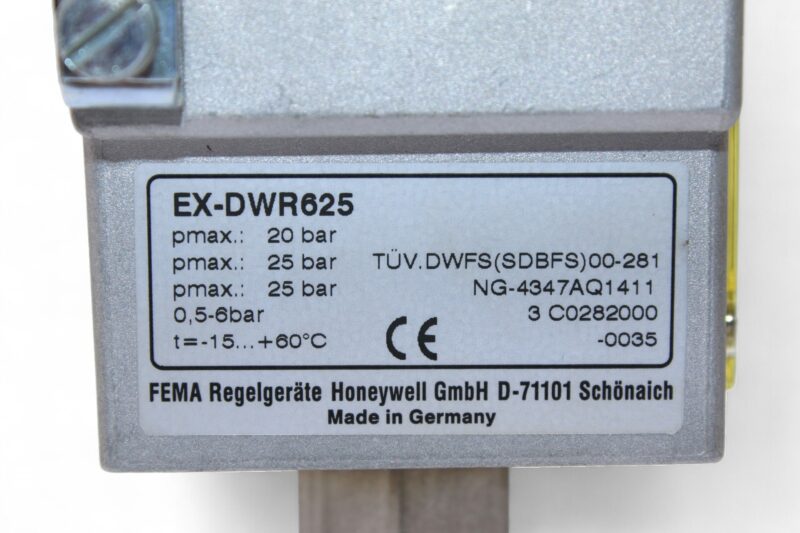 EX-DWR625
pmax.: 20 bar
pmax.: 25 bar TÜV.DWFS(SDBFS)00-281
pmax.: 25 bar NG-4347AQ1411
0,5-6bar 3 C0282000
t=-15...+60°C CE -0035
FEMA Regelgeräte Honeywell GmbH D-71101 Schönaich
Made in Germany